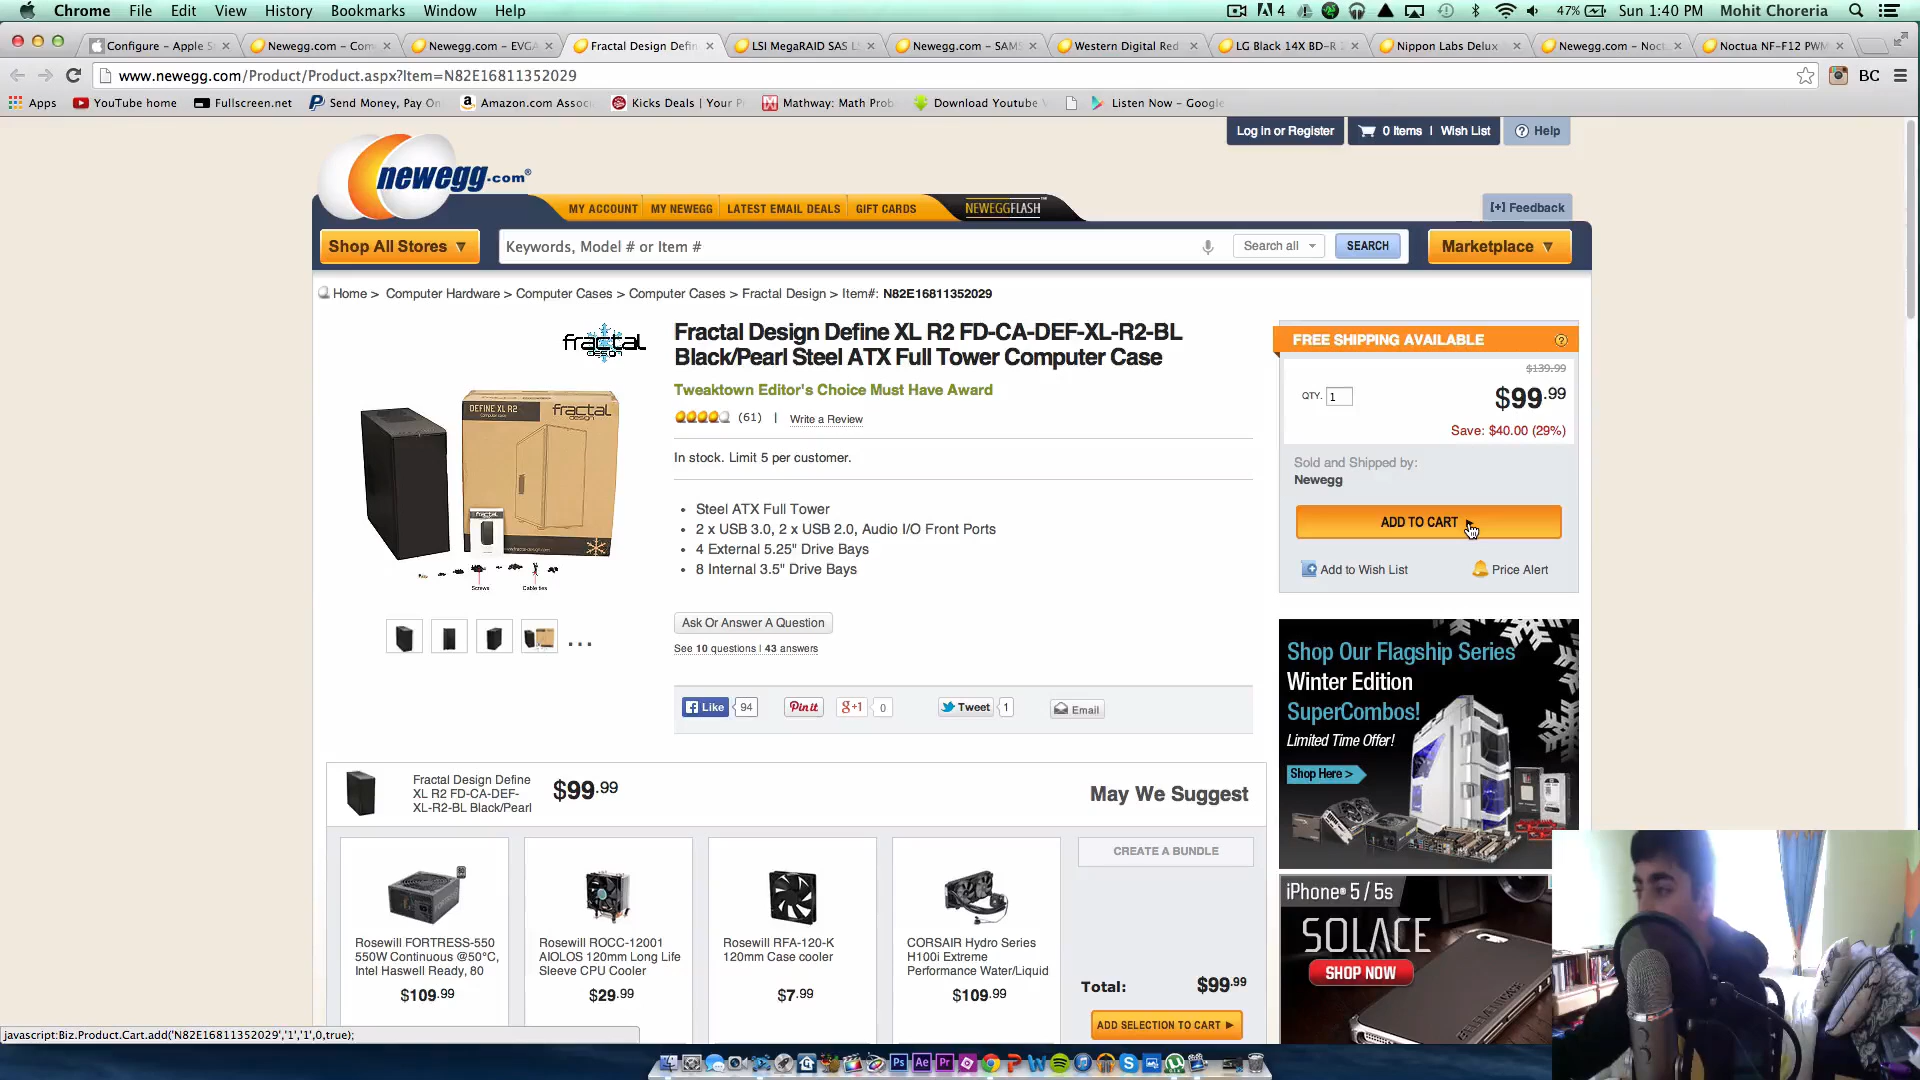 Chrome File Edit View History Bookmarks Window Help
4 47% Sun 1:40 PM Mohit Choreria
Configure - Apple S
Newegg.com - Com
Newegg.com - EVGA
Fractal Design Defin
LSI MegaRAID SAS L
Newegg.com - SAMS
Western Digital Red
LG Black 14X BD-R
Nippon Labs Delux
Newegg.com - Noct
Noctua NF-F12 PWM
www.newegg.com/Product/Product.aspx?Item=N82E16811352029
BC
Apps YouTube home Fullscreen.net Send Money, Pay On Amazon.com Assoc Kicks Deals | Your P Mathway: Math Prob Download Youtube Listen Now - Google
Log in or Register 0 Items | Wish List Help
newegg.com®
MY ACCOUNT MY NEWEGG LATEST EMAIL DEALS GIFT CARDS NEWEGGFLASH
[+] Feedback
Shop All Stores ▼ Keywords, Model # or Item # Search all SEARCH Marketplace ▼
Home > Computer Hardware > Computer Cases > Computer Cases > Fractal Design > Item#: N82E16811352029
fractal
design
DEFINE XL R2
fractal
design
Screws
Cable ties
Fractal Design Define XL R2 FD-CA-DEF-XL-R2-BL
Black/Pearl Steel ATX Full Tower Computer Case
Tweaktown Editor's Choice Must Have Award
(61) | Write a Review
In stock. Limit 5 per customer.
• Steel ATX Full Tower
• 2 x USB 3.0, 2 x USB 2.0, Audio I/O Front Ports
• 4 External 5.25" Drive Bays
• 8 Internal 3.5" Drive Bays
...
Ask Or Answer A Question
See 10 questions | 43 answers
Like 94 Pin it g+1 0 Tweet 1 Email
FREE SHIPPING AVAILABLE ?
$139.99
QTY. 1 $99.99
Save: $40.00 (29%)
Sold and Shipped by:
Newegg
ADD TO CART
Add to Wish List Price Alert
Shop Our Flagship Series
Winter Edition
SuperCombos!
Limited Time Offer!
Shop Here >
Fractal Design Define
XL R2 FD-CA-DEF-
XL-R2-BL Black/Pearl
$99.99
May We Suggest
Rosewill FORTRESS-550
550W Continuous @50°C,
Intel Haswell Ready, 80
$109.99
Rosewill ROCC-12001
AIOLOS 120mm Long Life
Sleeve CPU Cooler
$29.99
Rosewill RFA-120-K
120mm Case cooler
$7.99
CORSAIR Hydro Series
H100i Extreme
Performance Water/Liquid
$109.99
CREATE A BUNDLE
Total: $99.99
ADD SELECTION TO CART ▶
iPhone® 5 / 5s
SOLACE
SHOP NOW
javascript:Biz.Product.Cart.add('N82E16811352029','1','1',0,true);
Ps Ae Pr